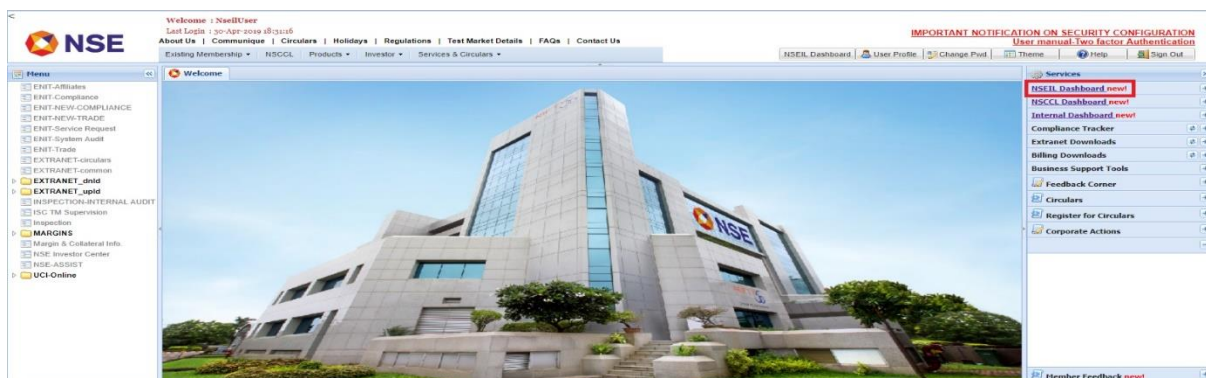 <
NSE
Welcome : NseilUser
Last Login : 30-Apr-2019 18:31:16
About Us | Communique | Circulars | Holidays | Regulations | Test Market Details | FAQs | Contact Us
Existing Membership NSCCL Products Investor Services & Circulars
IMPORTANT NOTIFICATION ON SECURITY CONFIGURATION
User manual-Two factor Authentication
NSEIL Dashboard User Profile Change Pwd Theme Help Sign Out
Menu
ENIT-Affiliates
ENIT-Compliance
ENIT-NEW-COMPLIANCE
ENIT-NEW-TRADE
ENIT-Service Request
ENIT-System Audit
ENIT-Trade
EXTRANET-circulars
EXTRANET-common
EXTRANET_dnld
EXTRANET_upld
INSPECTION-INTERNAL AUDIT
ISC TM Supervision
Inspection
MARGINS
Margin & Collateral Info.
NSE Investor Center
NSE-ASSIST
UCI-Online
Welcome
NSE
Services
NSEIL Dashboard new!
NSCCL Dashboard new!
Internal Dashboard new!
Compliance Tracker
Extranet Downloads
Billing Downloads
Business Support Tools
Feedback Corner
Circulars
Register for Circulars
Corporate Actions
Member Feedback new!